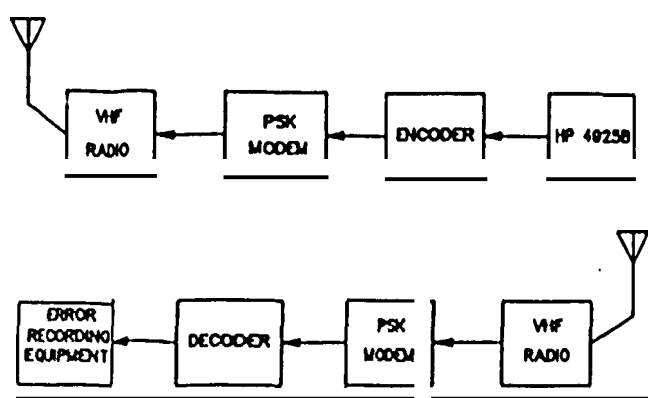 VHF
RADIO
PSK
MODEM
ENCODER
HP 4925B
ERROR
RECORDING
EQUIPMENT
DECODER
PSK
MODEM
VHF
RADIO